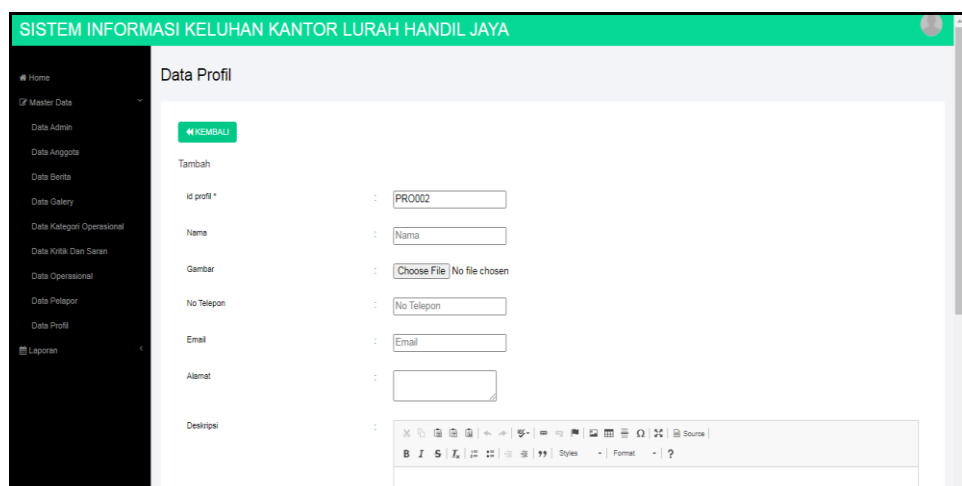 SISTEM INFORMASI KELUHAN KANTOR LURAH HANDIL JAYA
Home
Master Data
Data Admin
Data Anggota
Data Berita
Data Galery
Data Kategori Operasional
Data Kritik Dan Saran
Data Operasional
Data Pelapor
Data Profil
Laporan
Data Profil
KEMBALI
Tambah
id profil * : PRO002
Nama : Nama
Gambar : Choose File No file chosen
No Telepon : No Telepon
Email : Email
Alamat :
Deskripsi :
Source
B I S Ix Styles Format ?